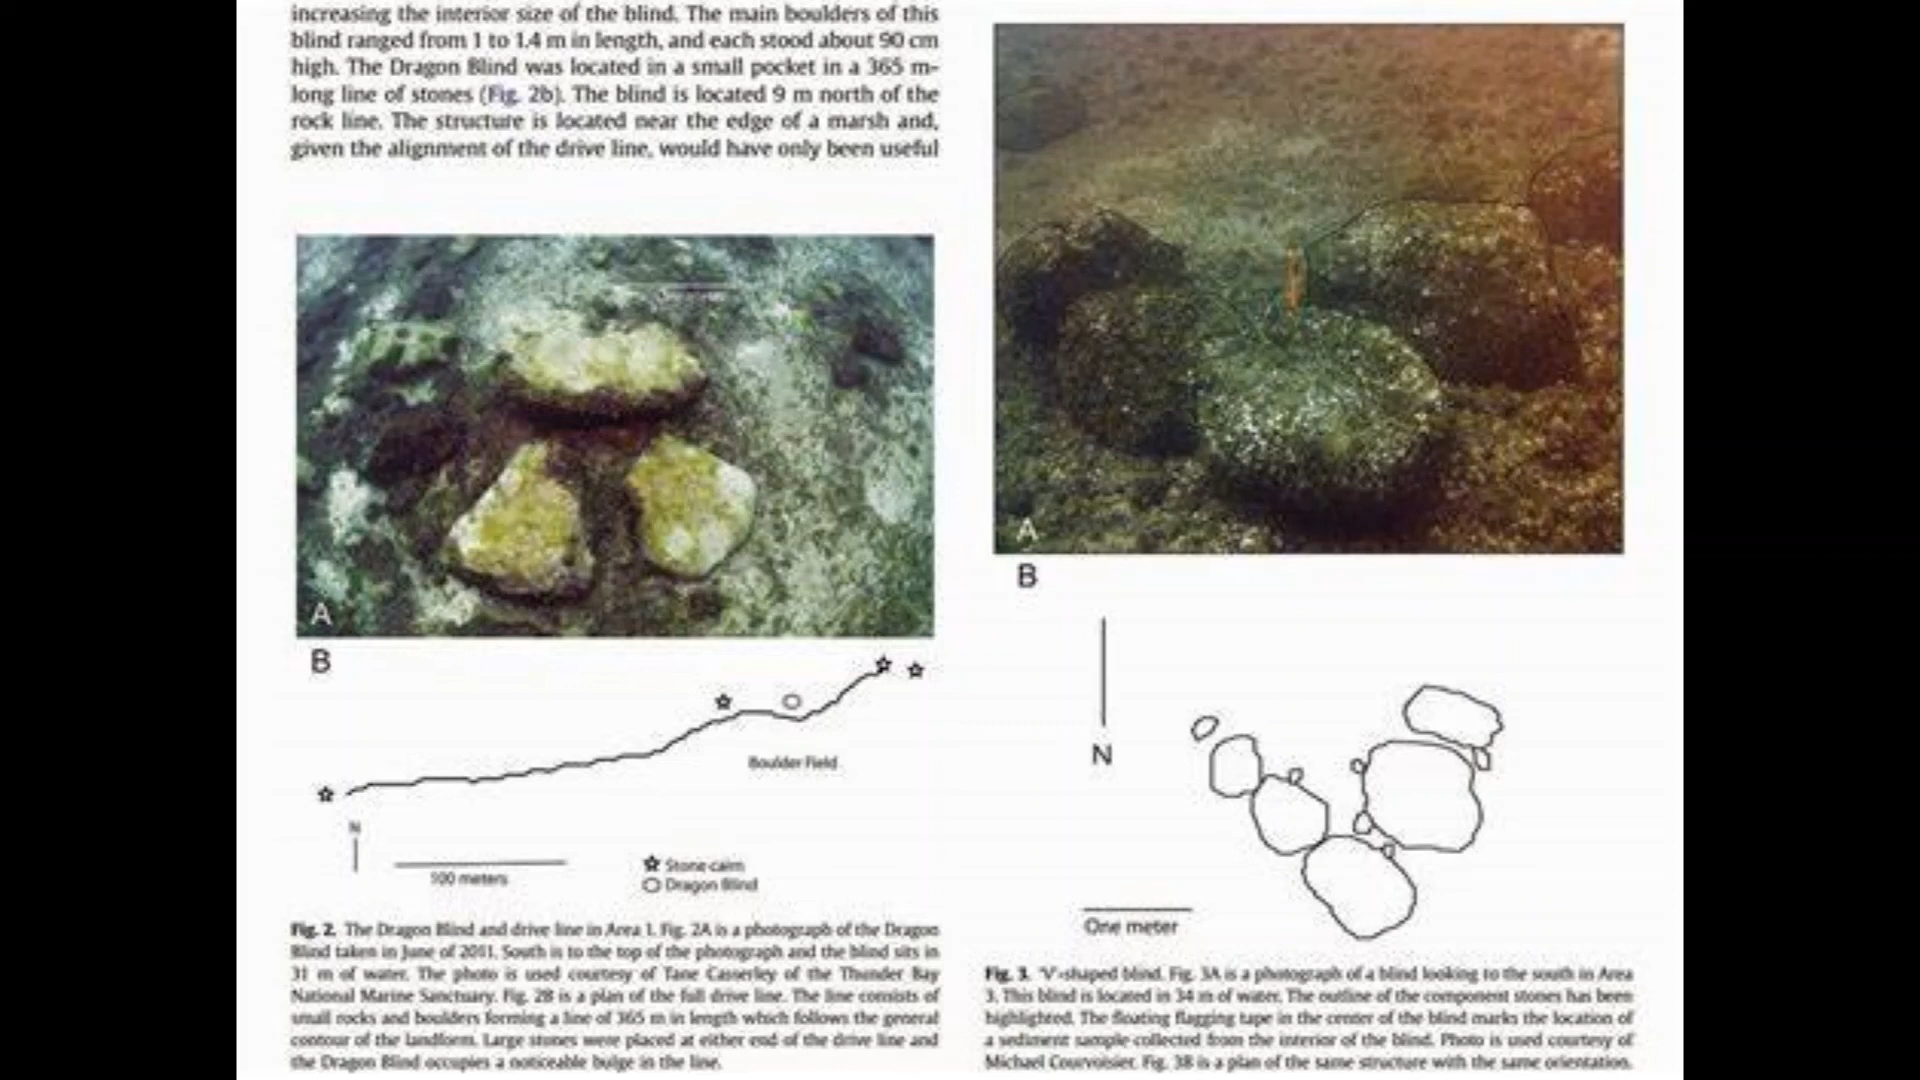 increasing the interior size of the blind. The main boulders of this
blind ranged from 1 to 1.4 m in length, and each stood about 90 cm
high. The Dragon Blind was located in a small pocket in a 365 m-
long line of stones (Fig. 2b). The blind is located 9 m north of the
rock line. The structure is located near the edge of a marsh and,
given the alignment of the drive line, would have only been useful
A
B
Boulder Field
N
100 meters
Stone cairn
Dragon Blind
Fig. 2. The Dragon Blind and drive line in Area 1. Fig. 2A is a photograph of the Dragon
Blind taken in June of 2011. South is to the top of the photograph and the blind sits in
31 m of water. The photo is used courtesy of Tane Casserley of the Thunder Bay
National Marine Sanctuary. Fig. 2B is a plan of the full drive line. The line consists of
small rocks and boulders forming a line of 365 m in length which follows the general
contour of the landform. Large stones were placed at either end of the drive line and
the Dragon Blind occupies a noticeable bulge in the line.
A
B
N
One meter
Fig. 3. 'V'-shaped blind. Fig. 3A is a photograph of a blind looking to the south in Area
3. This blind is located in 34 m of water. The outline of the component stones has been
highlighted. The floating flagging tape in the center of the blind marks the location of
a sediment sample collected from the interior of the blind. Photo is used courtesy of
Michael Courvoisier. Fig. 3B is a plan of the same structure with the same orientation.